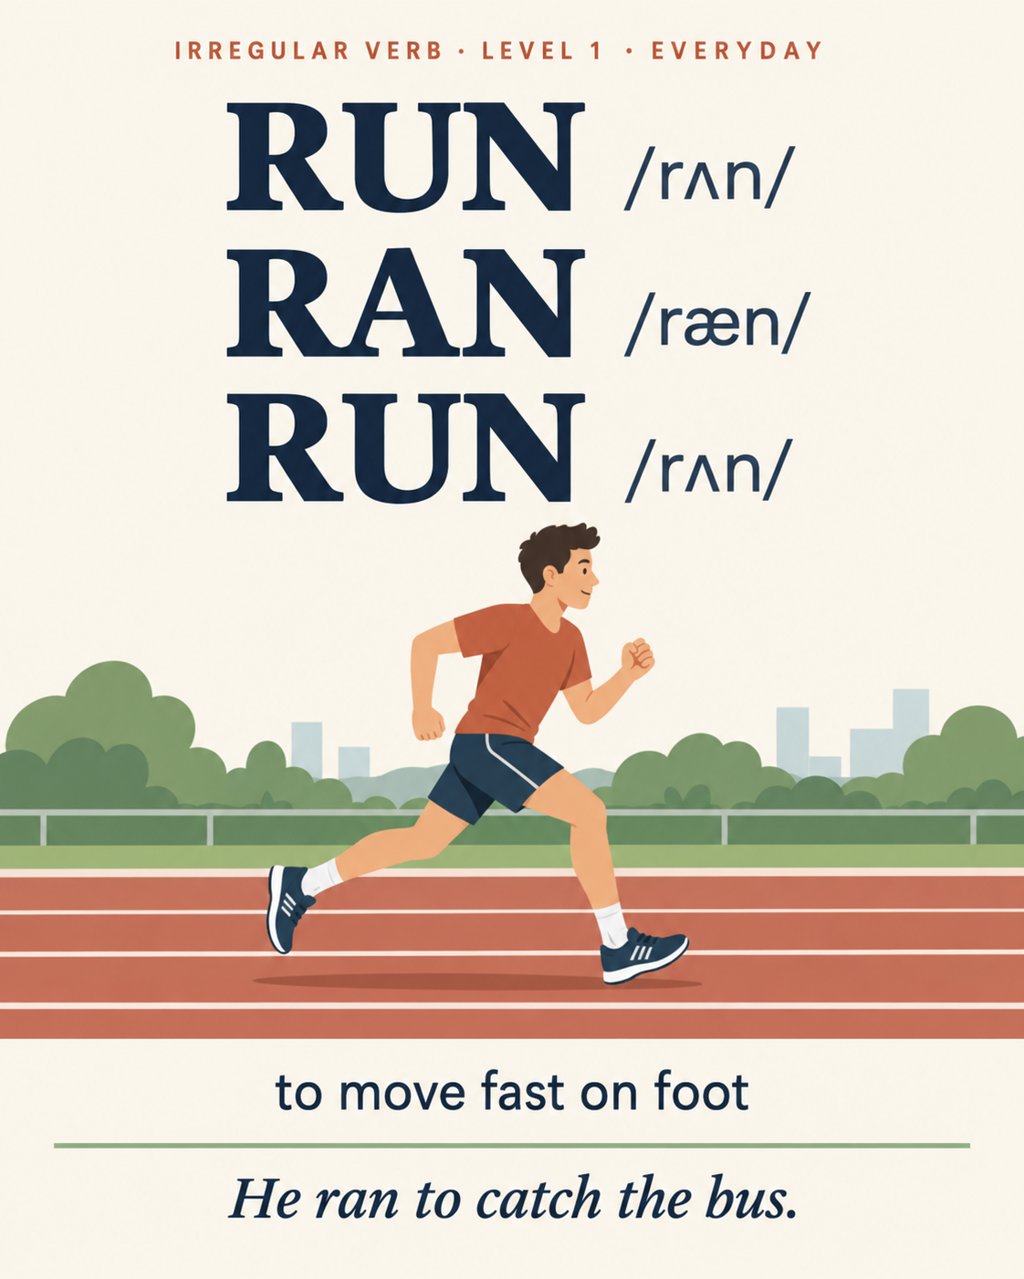 IRREGULAR VERB · LEVEL 1 · EVERYDAY
RUN /rʌn/
RAN /ræn/
RUN /rʌn/
to move fast on foot
He ran to catch the bus.